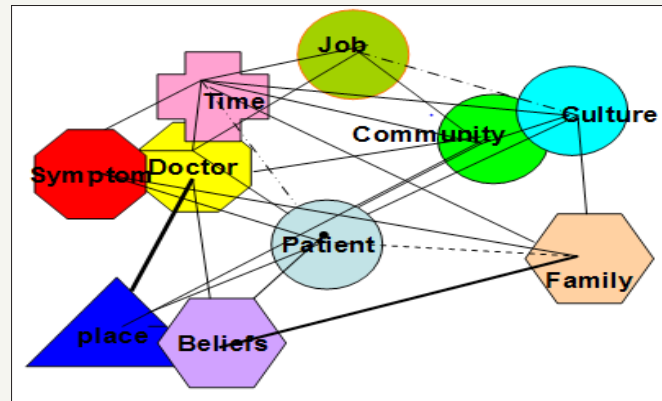 Job
Time
Community
Culture
Symptom
Doctor
Patient
Family
place
Beliefs